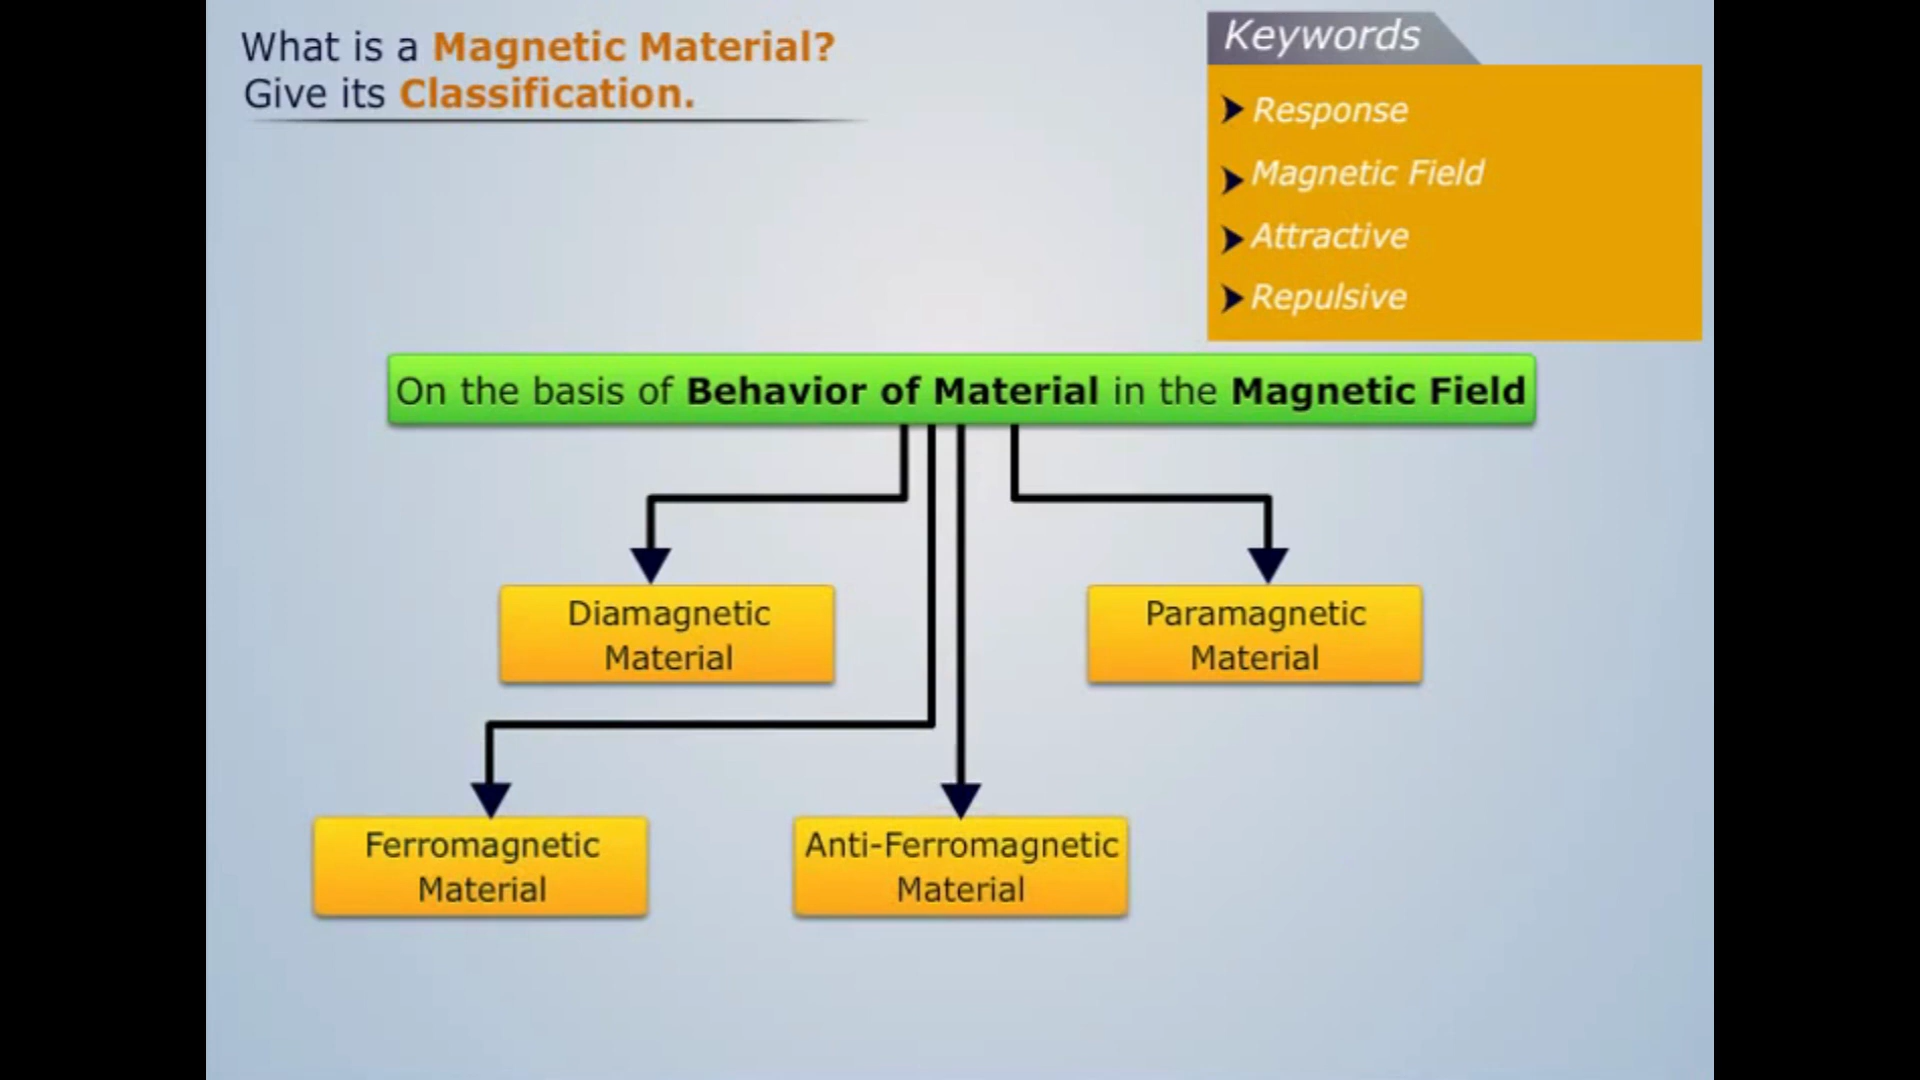 What is a Magnetic Material?
Give its Classification.
Keywords
Response
Magnetic Field
Attractive
Repulsive
On the basis of Behavior of Material in the Magnetic Field
Diamagnetic
Material
Paramagnetic
Material
Ferromagnetic
Material
Anti-Ferromagnetic
Material